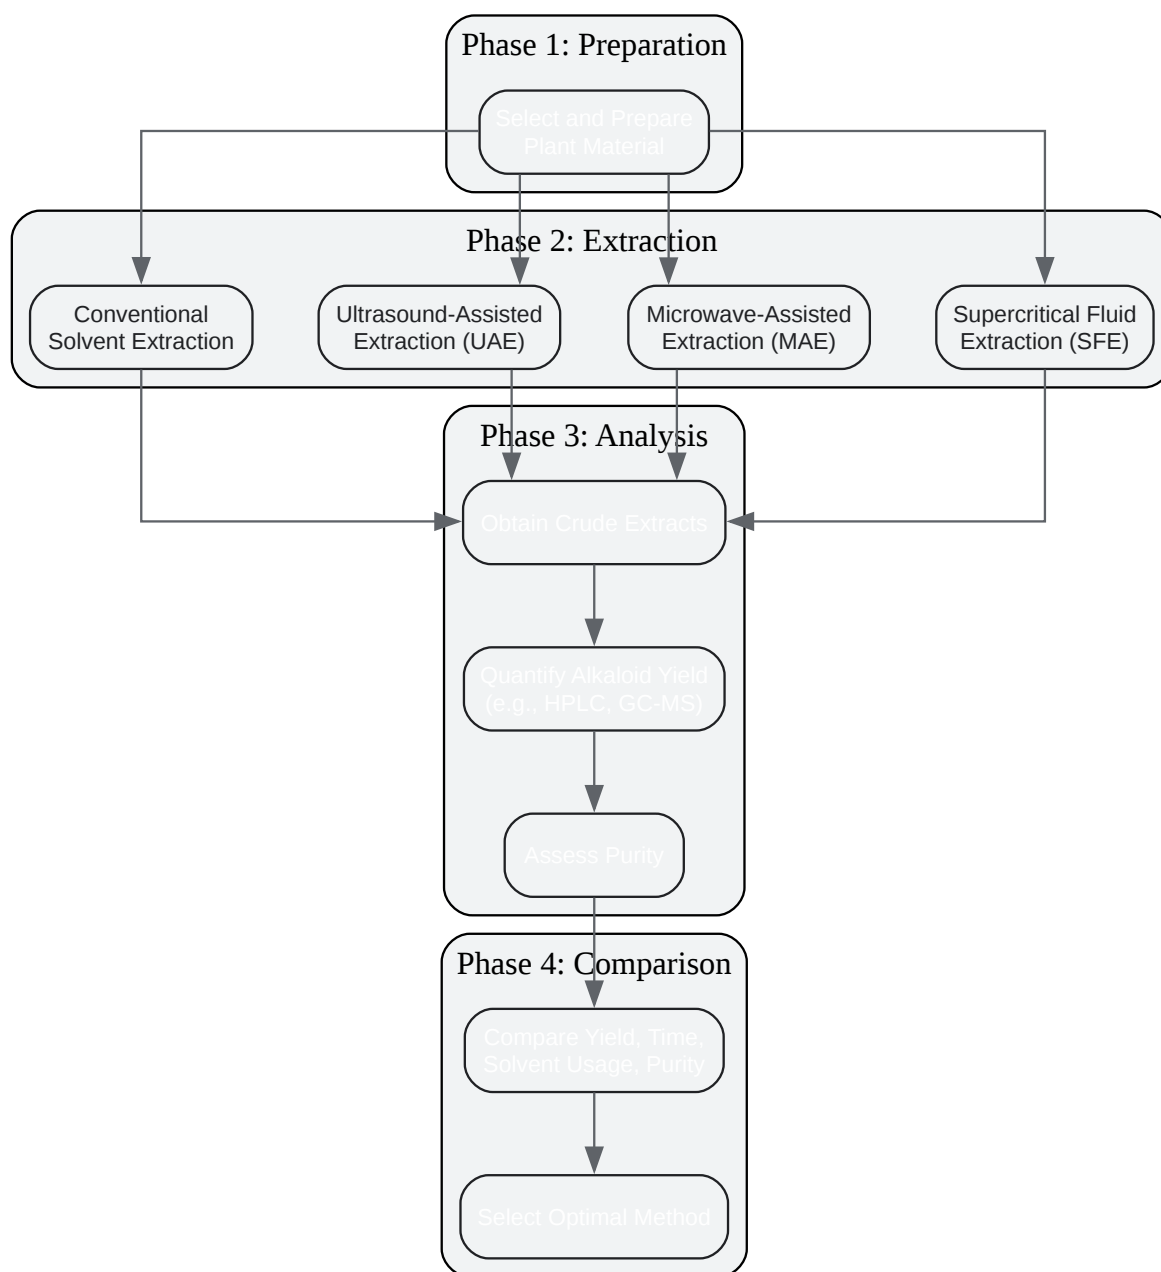 Phase 1: Preparation
Select and Prepare
Plant Material
Phase 2: Extraction
Conventional
Solvent Extraction
Ultrasound-Assisted
Extraction (UAE)
Microwave-Assisted
Extraction (MAE)
Supercritical Fluid
Extraction (SFE)
Phase 3: Analysis
Obtain Crude Extracts
Quantify Alkaloid Yield
(e.g., HPLC, GC-MS)
Assess Purity
Phase 4: Comparison
Compare Yield, Time,
Solvent Usage, Purity
Select Optimal Method